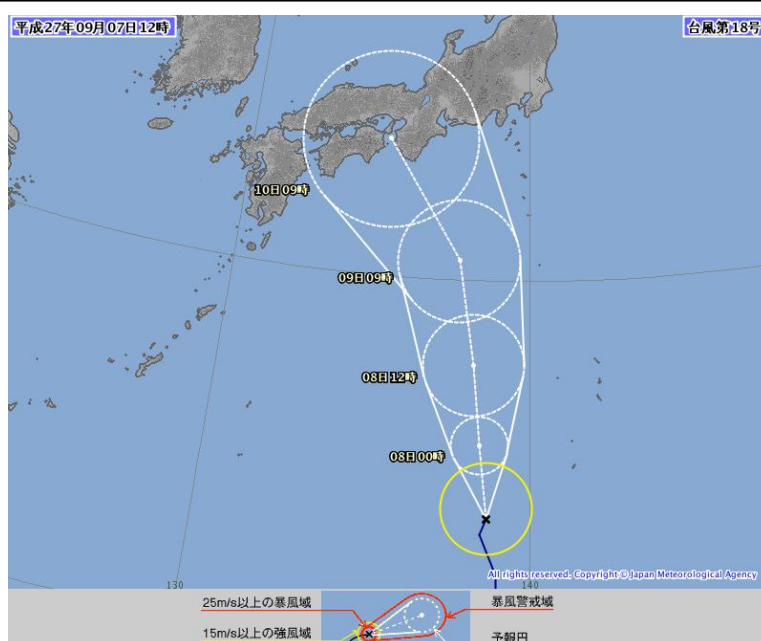 平成27年09月07日12時
台風第18号
10日09時
09日09時
08日12時
08日00時
130
140
All rights reserved. Copyright © Japan Meteorological Agency
25m/s以上の暴風域
暴風警戒域
15m/s以上の強風域
予報円